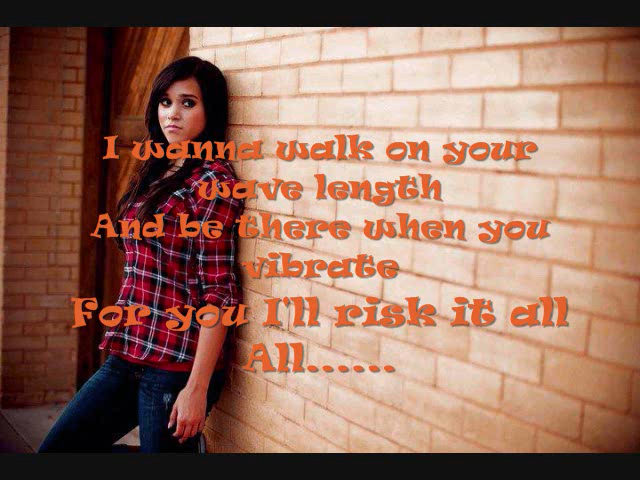 I wanna walk on your
wave length
And be there when you
vibrate
For you I'll risk it all
All......